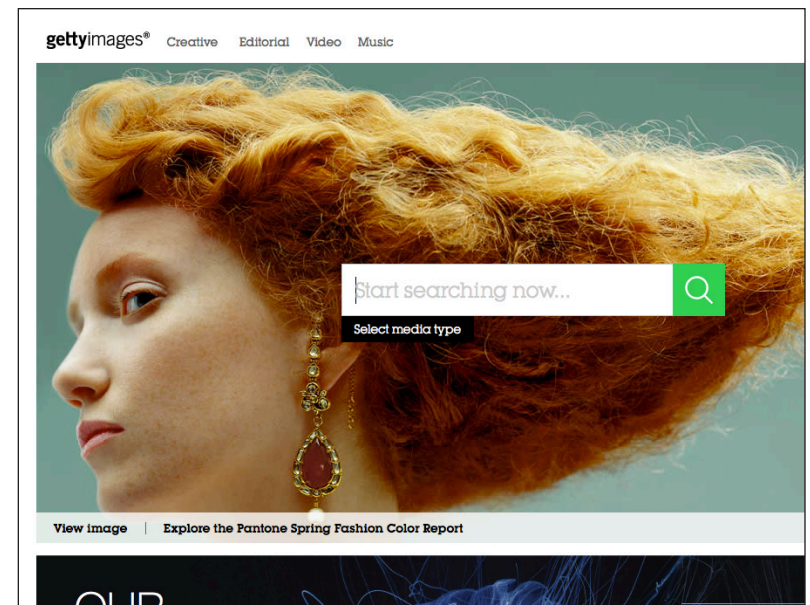 gettyimages® Creative Editorial Video Music
Start searching now...
Select media type
View image | Explore the Pantone Spring Fashion Color Report
OUR